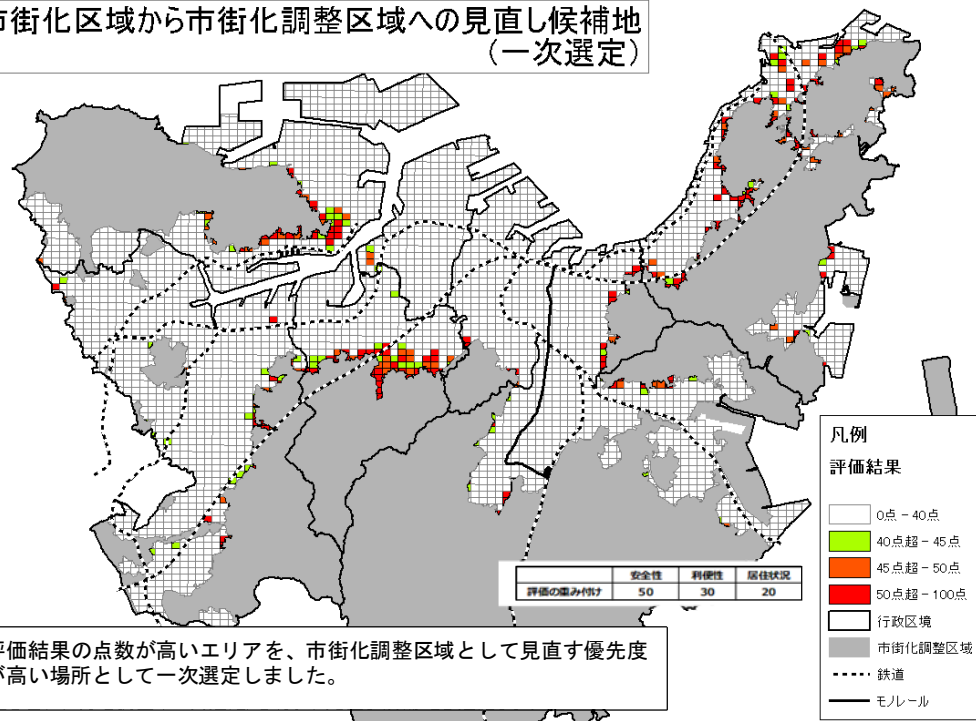 市街化区域から市街化調整区域への見直し候補地
(一次選定)
凡例
評価結果
0点 - 40点
40点超 - 45点
45点超 - 50点
50点超 - 100点
行政区境
市街化調整区域
鉄道
モノレール
安全性 利便性 居住状況
評価の重み付け 50 30 20
評価結果の点数が高いエリアを、市街化調整区域として見直す優先度
が高い場所として一次選定しました。